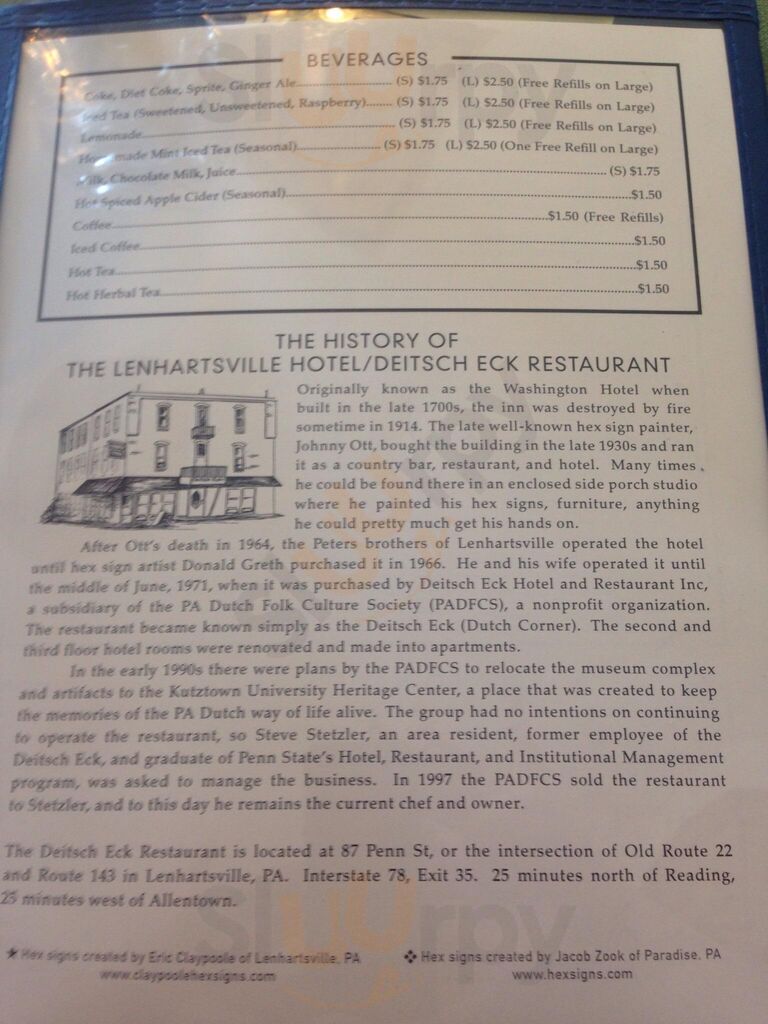 BEVERAGES
Coke, Diet Coke, Sprite, Ginger Ale.......... (S) $1.75 (L) $2.50 (Free Refills on Large)
Iced Tea (Sweetened, Unsweetened, Raspberry)....... (S) $1.75 (L) $2.50 (Free Refills on Large)
Lemonade.......... (S) $1.75 (L) $2.50 (Free Refills on Large)
Homemade Mint Iced Tea (Seasonal).......... (S) $1.75 (L) $2.50 (One Free Refill on Large)
Milk, Chocolate Milk, Juice.......... (S) $1.75
Hot Spiced Apple Cider (Seasonal)..........$1.50
Coffee..........$1.50 (Free Refills)
Iced Coffee..........$1.50
Hot Tea..........$1.50
Hot Herbal Tea..........$1.50
THE HISTORY OF
THE LENHARTSVILLE HOTEL/DEITSCH ECK RESTAURANT
Originally known as the Washington Hotel when
built in the late 1700s, the inn was destroyed by fire
sometime in 1914. The late well-known hex sign painter,
Johnny Ott, bought the building in the late 1930s and ran
it as a country bar, restaurant, and hotel. Many times
he could be found there in an enclosed side porch studio
where he painted his hex signs, furniture, anything
he could pretty much get his hands on.
After Ott's death in 1964, the Peters brothers of Lenhartsville operated the hotel
until hex sign artist Donald Greth purchased it in 1966. He and his wife operated it until
the middle of June, 1971, when it was purchased by Deitsch Eck Hotel and Restaurant Inc,
a subsidiary of the PA Dutch Folk Culture Society (PADFCS), a nonprofit organization.
The restaurant became known simply as the Deitsch Eck (Dutch Corner). The second and
third floor hotel rooms were renovated and made into apartments.
In the early 1990s there were plans by the PADFCS to relocate the museum complex
and artifacts to the Kutztown University Heritage Center, a place that was created to keep
the memories of the PA Dutch way of life alive. The group had no intentions on continuing
to operate the restaurant, so Steve Stetzler, an area resident, former employee of the
Deitsch Eck, and graduate of Penn State's Hotel, Restaurant, and Institutional Management
program, was asked to manage the business. In 1997 the PADFCS sold the restaurant
to Stetzler, and to this day he remains the current chef and owner.
The Deitsch Eck Restaurant is located at 87 Penn St, or the intersection of Old Route 22
and Route 143 in Lenhartsville, PA. Interstate 78, Exit 35. 25 minutes north of Reading,
25 minutes west of Allentown.
★ Hex signs created by Eric Claypoole of Lenhartsville, PA
www.claypoolehexsigns.com
❖ Hex signs created by Jacob Zook of Paradise, PA
www.hexsigns.com
sluurpy